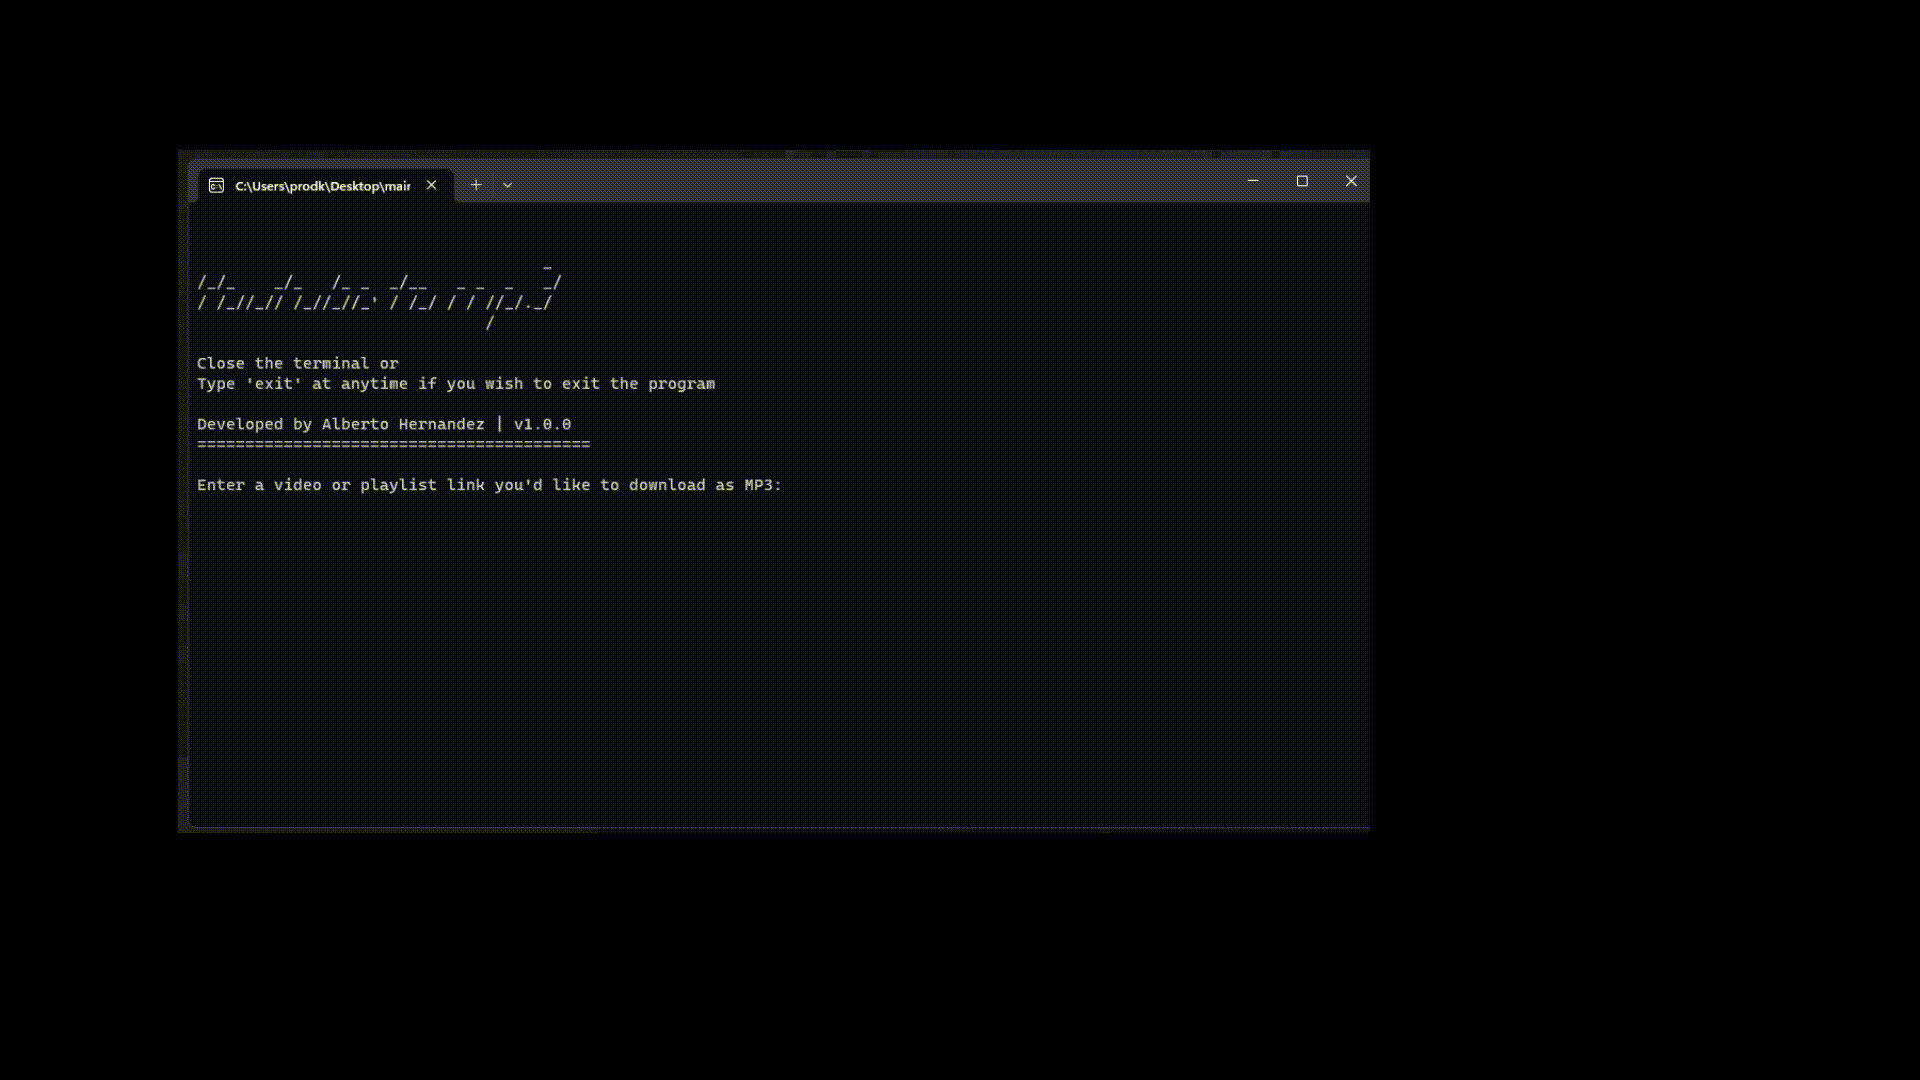 C:\Users\prodk\Desktop\mair
                                    _
/_/_    _/_   /_ _  _/__   _ _  _   _/
/ /_//_// /_//_//_' / /_/ / / //_/._/
                              /
Close the terminal or
Type 'exit' at anytime if you wish to exit the program
Developed by Alberto Hernandez | v1.0.0
=========================================
Enter a video or playlist link you'd like to download as MP3: